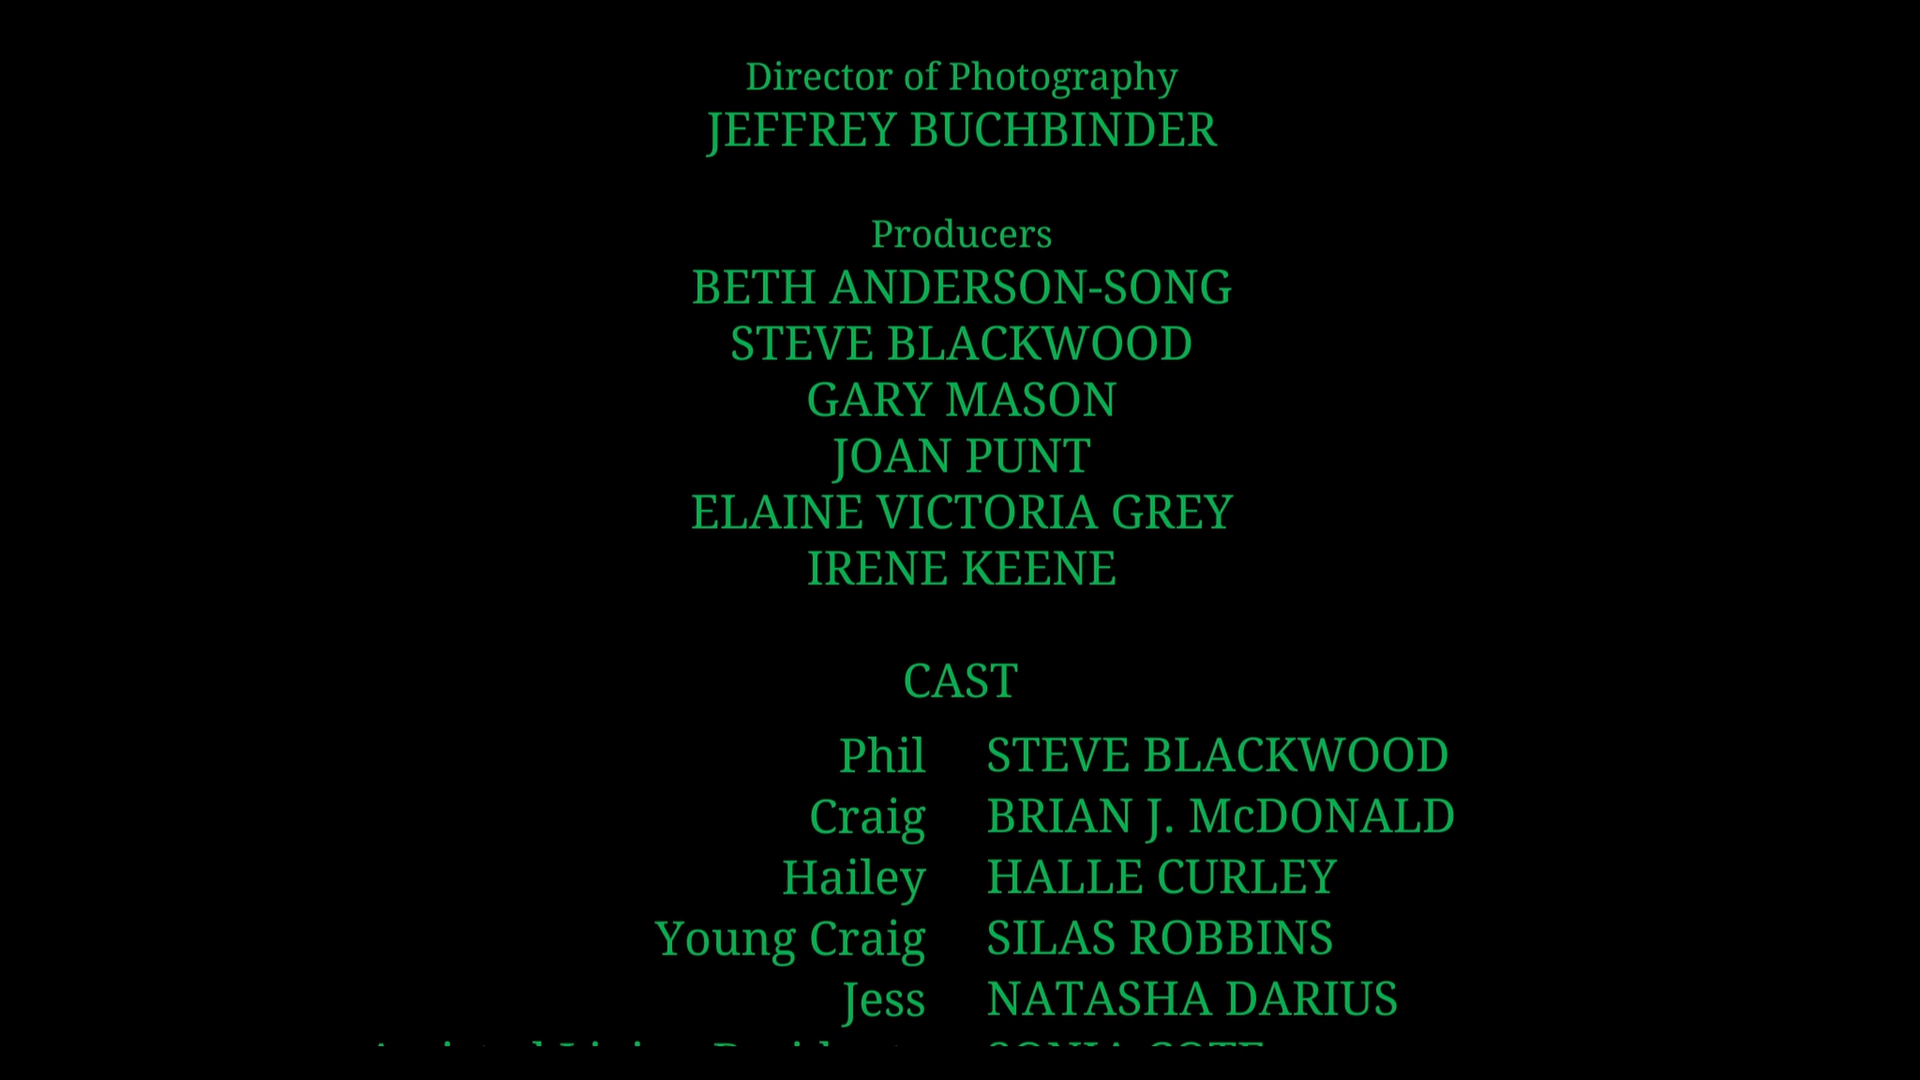 Director of Photography
JEFFREY BUCHBINDER
Producers
BETH ANDERSON-SONG
STEVE BLACKWOOD
GARY MASON
JOAN PUNT
ELAINE VICTORIA GREY
IRENE KEENE
CAST
Phil STEVE BLACKWOOD
Craig BRIAN J. McDONALD
Hailey HALLE CURLEY
Young Craig SILAS ROBBINS
Jess NATASHA DARIUS